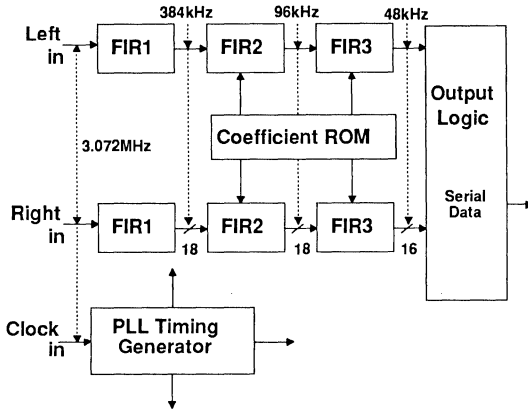 384kHz 96kHz 48kHz
Left in
FIR1 FIR2 FIR3
Output Logic
Coefficient ROM
3.072MHz
Serial Data
Right in
FIR1 FIR2 FIR3
18 18 16
Clock in
PLL Timing
Generator